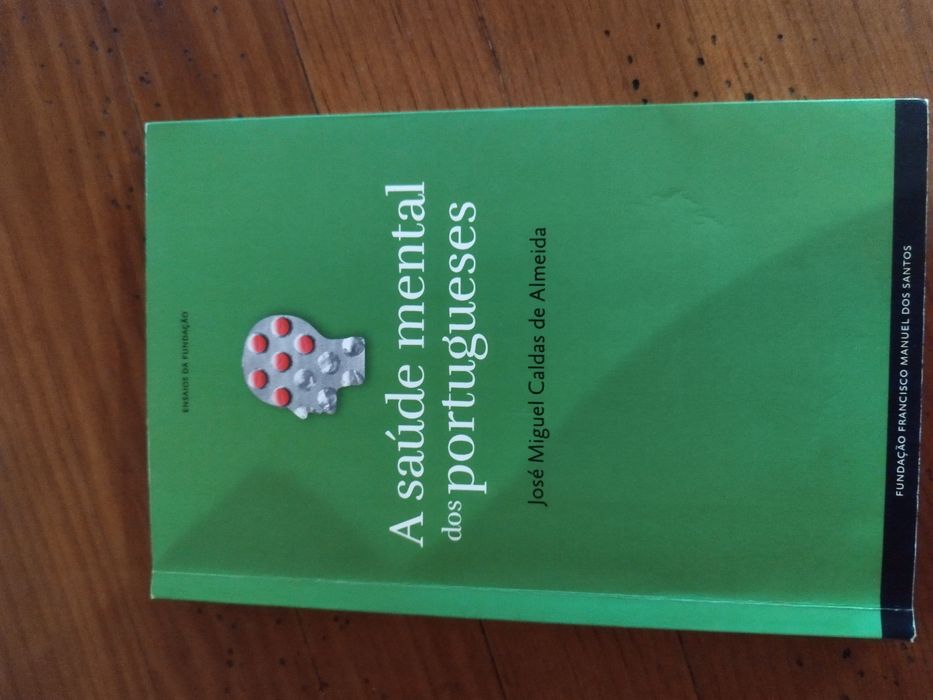 ENSAIOS DA FUNDAÇÃO
A saúde mental
dos portugueses
José Miguel Caldas de Almeida
FUNDAÇÃO FRANCISCO MANUEL DOS SANTOS